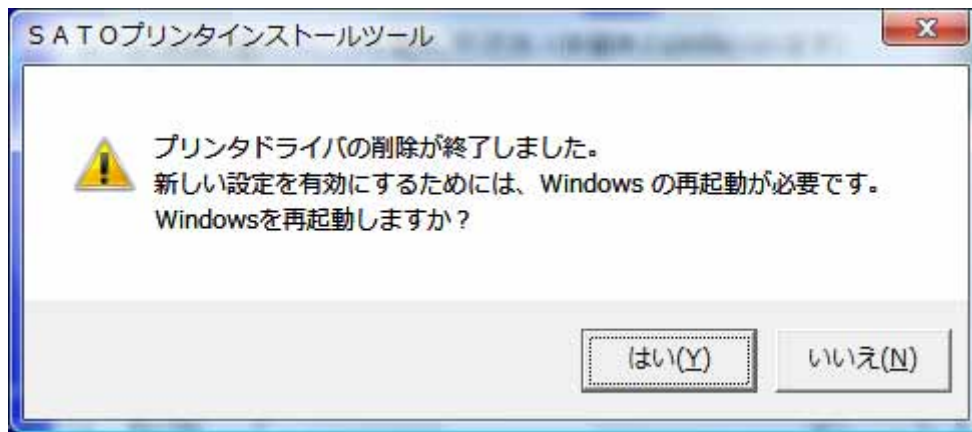 ＳＡＴＯプリンタインストールツール
プリンタドライバの削除が終了しました。
新しい設定を有効にするためには、Windows の再起動が必要です。
Windowsを再起動しますか？
はい(Y)
いいえ(N)